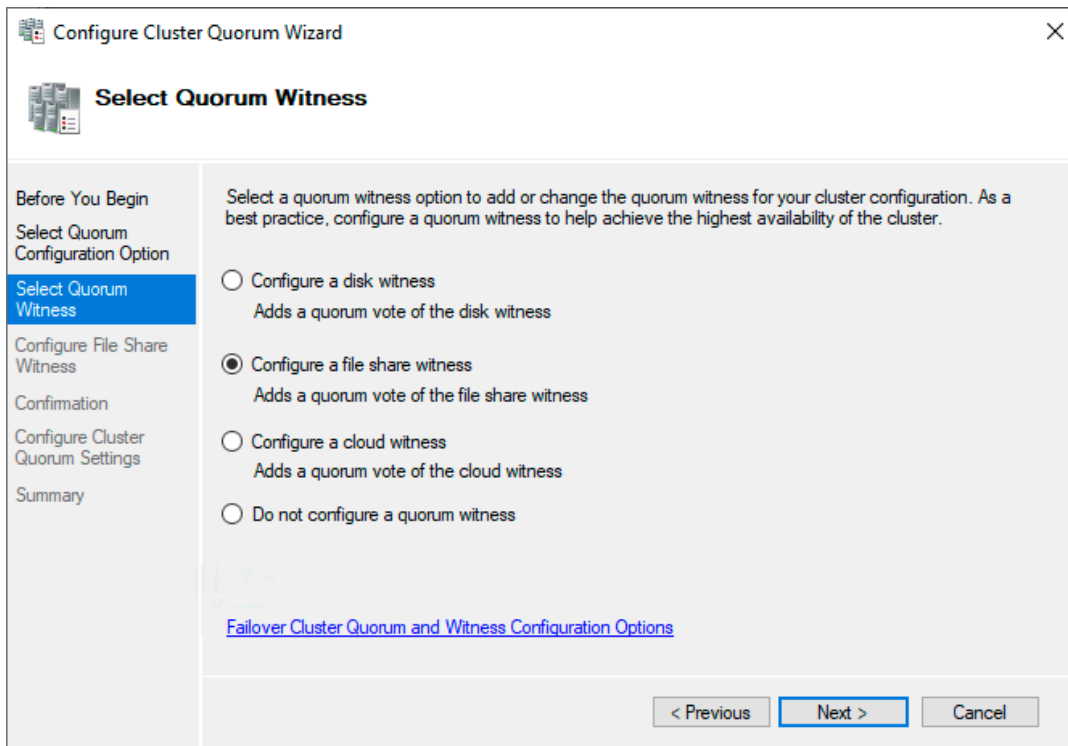 Configure Cluster Quorum Wizard
Select Quorum Witness
Before You Begin
Select Quorum
Configuration Option
Select Quorum
Witness
Configure File Share
Witness
Confirmation
Configure Cluster
Quorum Settings
Summary
Select a quorum witness option to add or change the quorum witness for your cluster configuration. As a
best practice, configure a quorum witness to help achieve the highest availability of the cluster.
Configure a disk witness
Adds a quorum vote of the disk witness
Configure a file share witness
Adds a quorum vote of the file share witness
Configure a cloud witness
Adds a quorum vote of the cloud witness
Do not configure a quorum witness
Failover Cluster Quorum and Witness Configuration Options
< Previous
Next >
Cancel